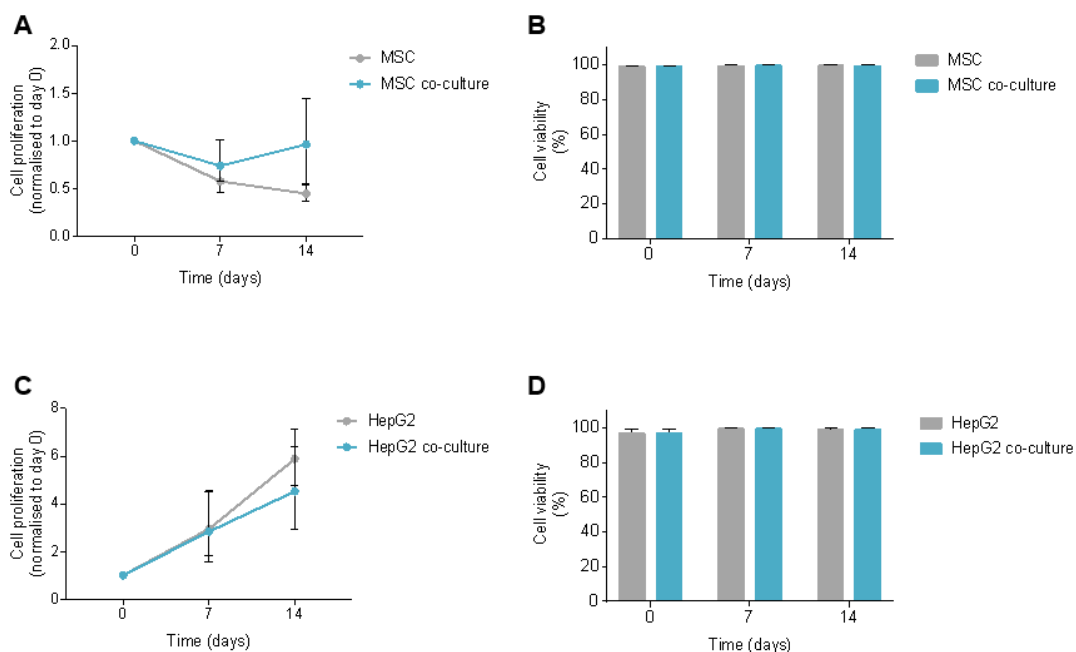 A
Cell proliferation
(normalised to day 0)
2.0
1.5
1.0
0.5
0.0
0
7
14
Time (days)
MSC
MSC co-culture
B
Cell viability
(%)
100
80
60
40
20
0
0
7
14
Time (days)
MSC
MSC co-culture
C
Cell proliferation
(normalised to day 0)
8
6
4
2
0
0
7
14
Time (days)
HepG2
HepG2 co-culture
D
Cell viability
(%)
100
80
60
40
20
0
0
7
14
Time (days)
HepG2
HepG2 co-culture